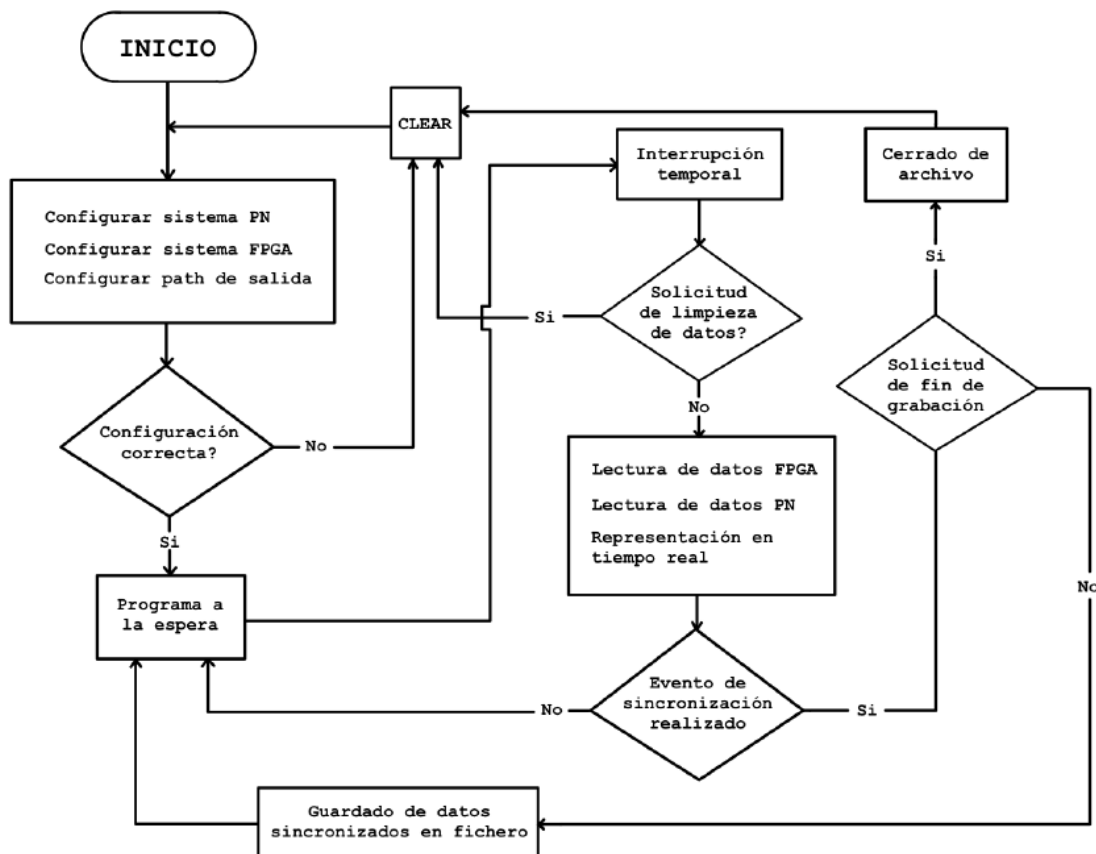 INICIO
CLEAR
Interrupción
temporal
Cerrado de
archivo
Configurar sistema PN
Configurar sistema FPGA
Configurar path de salida
Si
Solicitud
de limpieza
de datos?
Si
Solicitud
de fin de
grabación
No
Configuración
correcta?
No
Lectura de datos FPGA
Lectura de datos PN
Representación en
tiempo real
Si
No
Programa a
la espera
Evento de
sincronización
realizado
No
Si
Guardado de datos
sincronizados en fichero